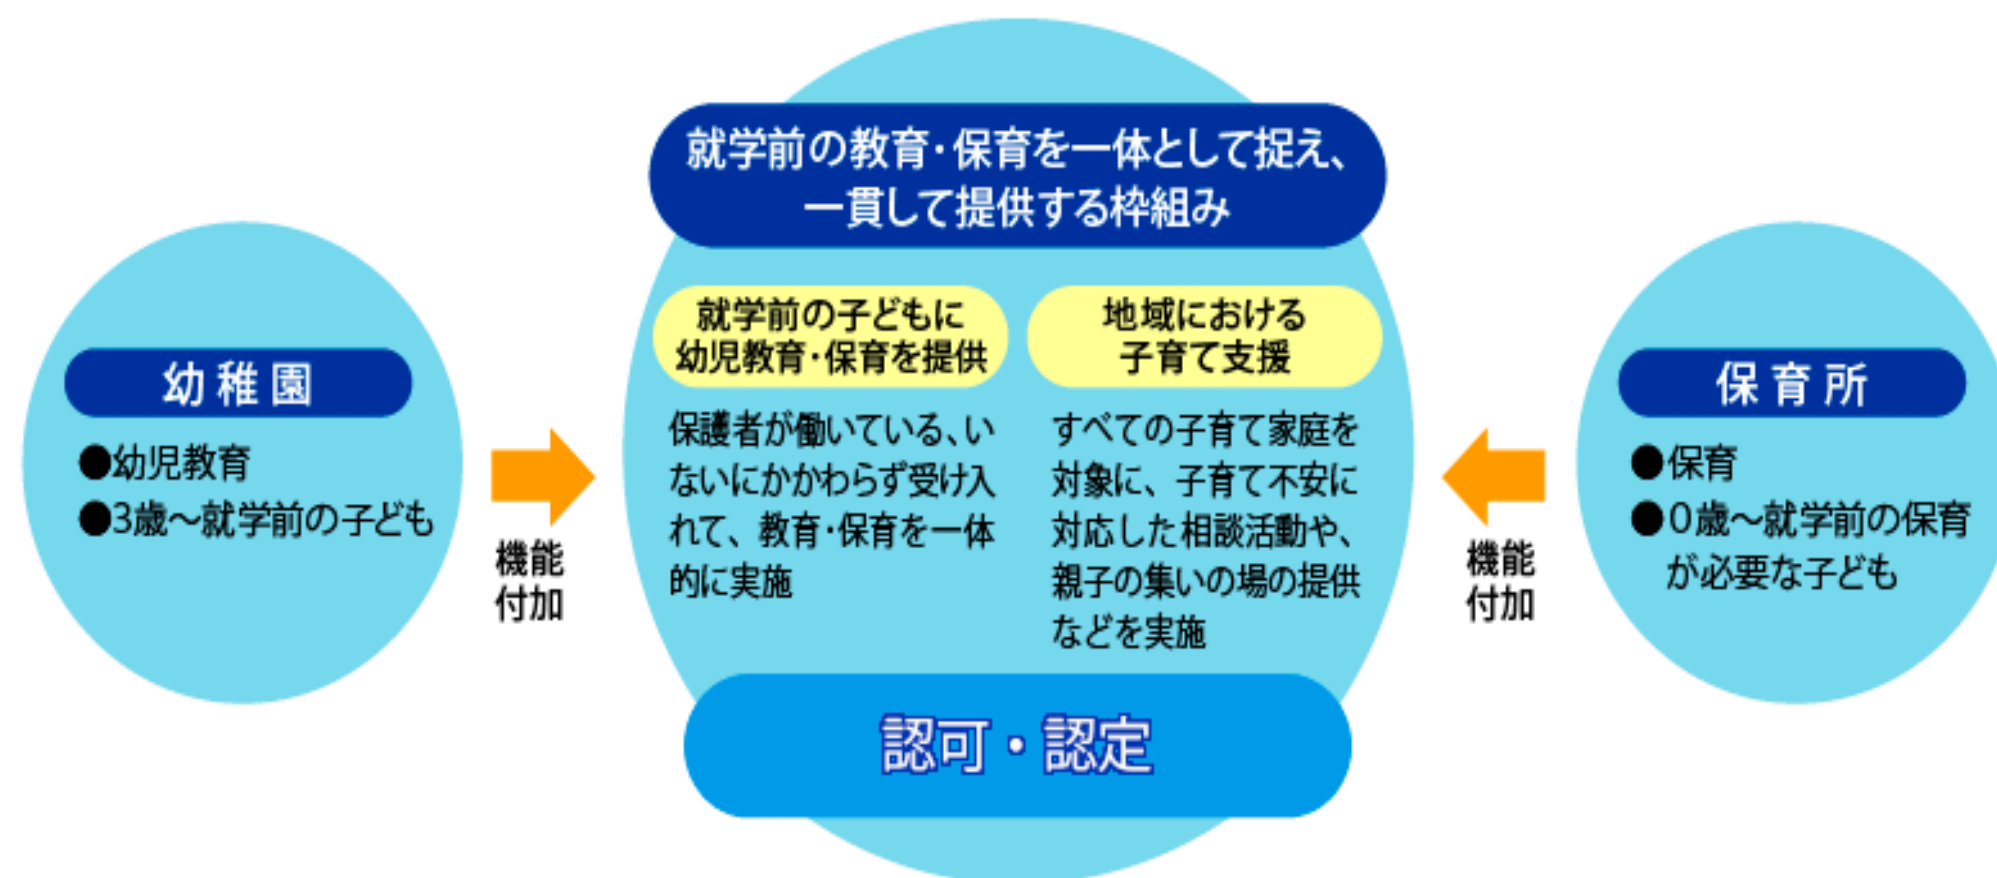 就学前の教育・保育を一体として捉え、
一貫して提供する枠組み
幼稚園
●幼児教育
●3歳～就学前の子ども
機能
付加
就学前の子どもに
幼児教育・保育を提供
保護者が働いている、い
ないにかかわらず受け入
れて、教育・保育を一体
的に実施
地域における
子育て支援
すべての子育て家庭を
対象に、子育て不安に
対応した相談活動や、
親子の集いの場の提供
などを実施
認可・認定
機能
付加
保育所
●保育
●0歳～就学前の保育
が必要な子ども